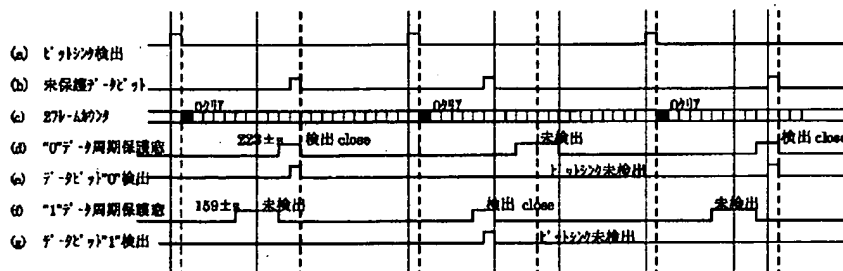 (a) ビットシンク検出
(b) 未保護データビット
(c) 2フレームカウンタ 0クリア 0クリア 0クリア
(d) "0"データ周期保護窓 223±n 検出 close 未検出 検出 close
(e) データビット"0"検出 ビットシンク未検出
(f) "1"データ周期保護窓 159±n 未検出 検出 close 未検出
(g) データビット"1"検出 ビットシンク未検出